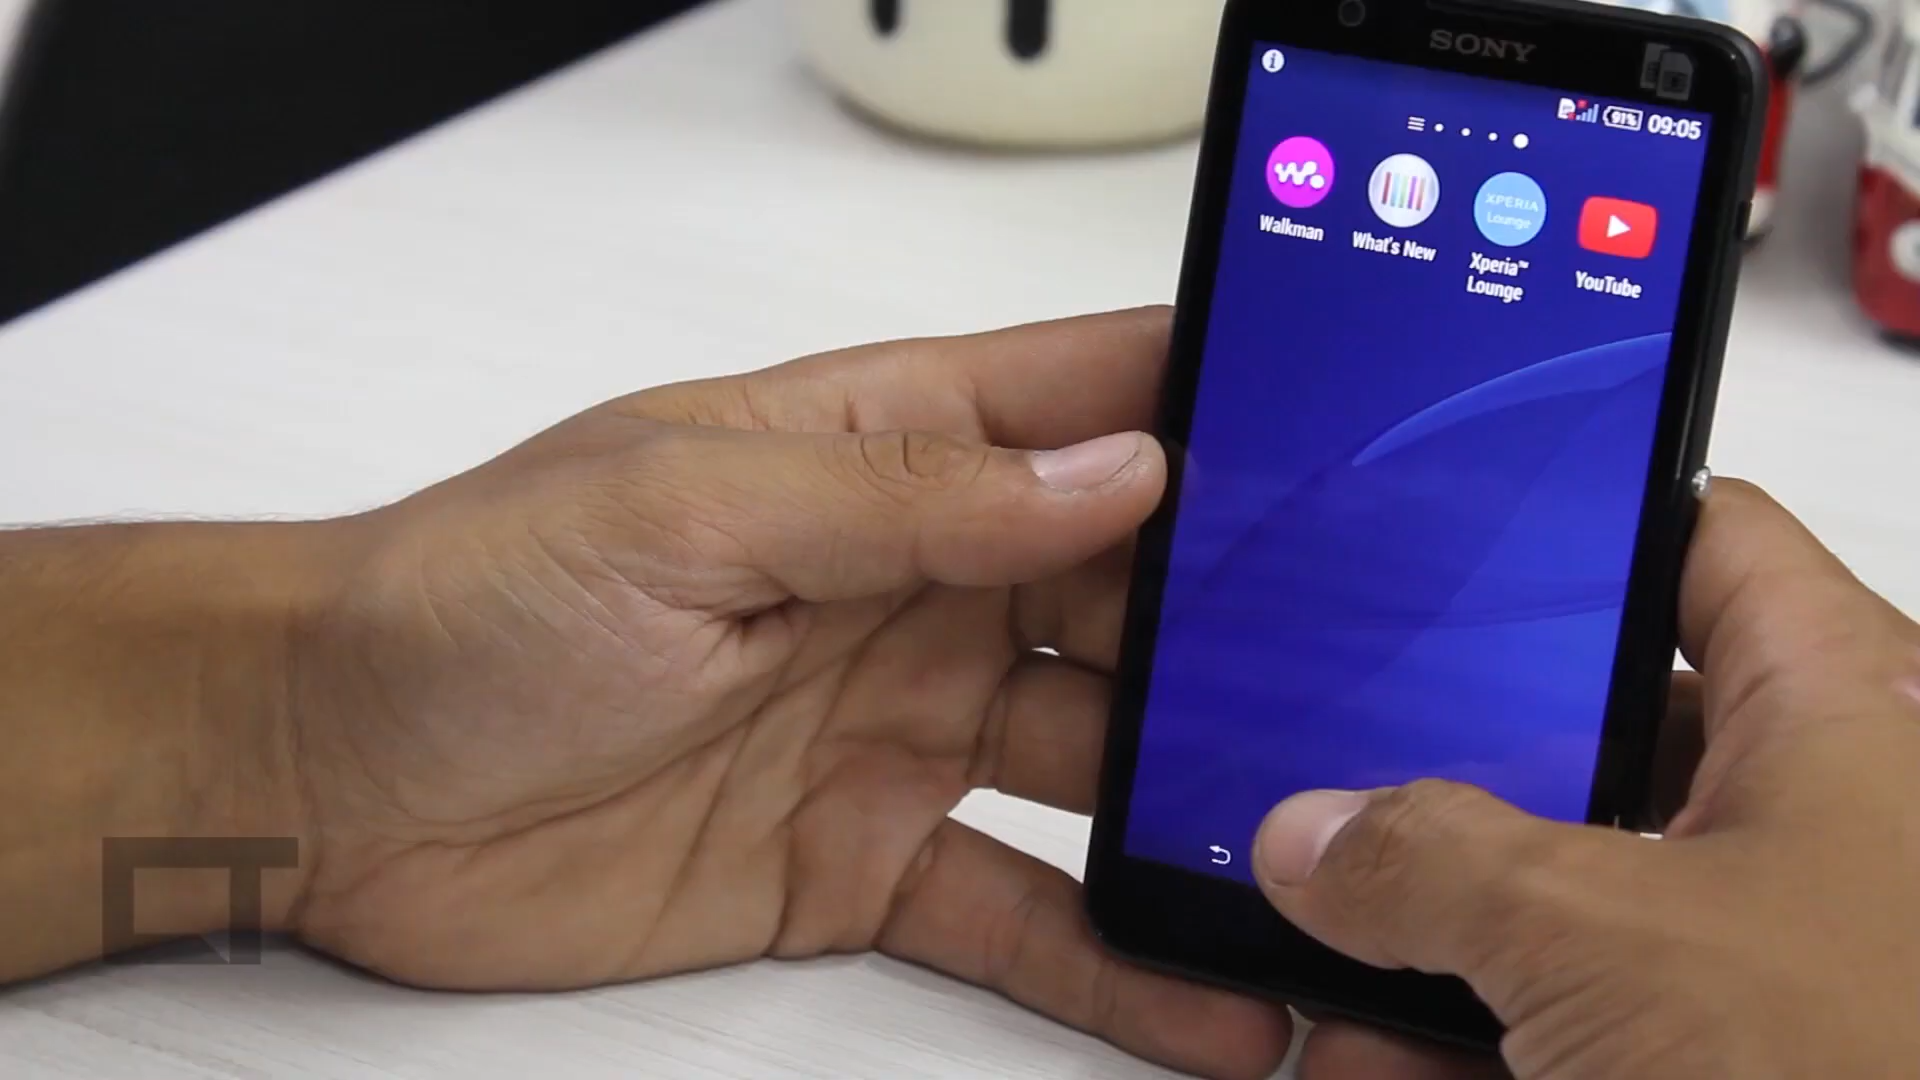 SONY
91% 09:05
Walkman
What's New
XPERIA
Lounge
Xperia™
Lounge
YouTube